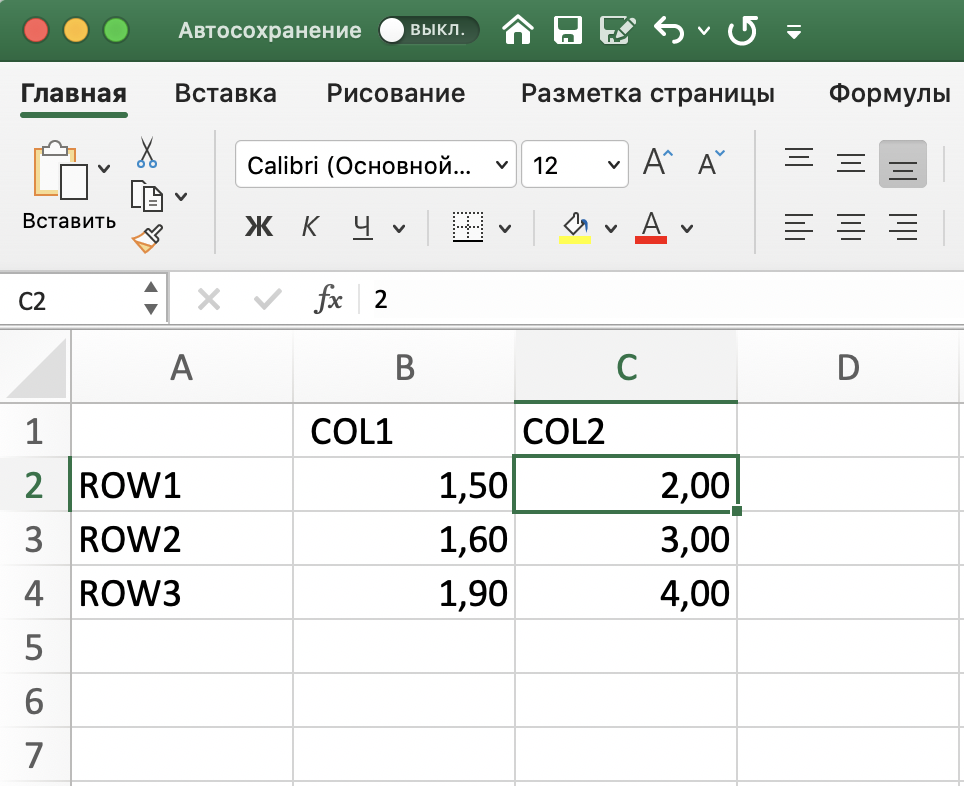 Автосохранение ВЫКЛ.
Главная Вставка Рисование Разметка страницы Формулы
Calibri (Основной... 12 A A
Вставить Ж К Ч А
C2 fx 2
A B C D
1 COL1 COL2
2 ROW1 1,50 2,00
3 ROW2 1,60 3,00
4 ROW3 1,90 4,00
5
6
7